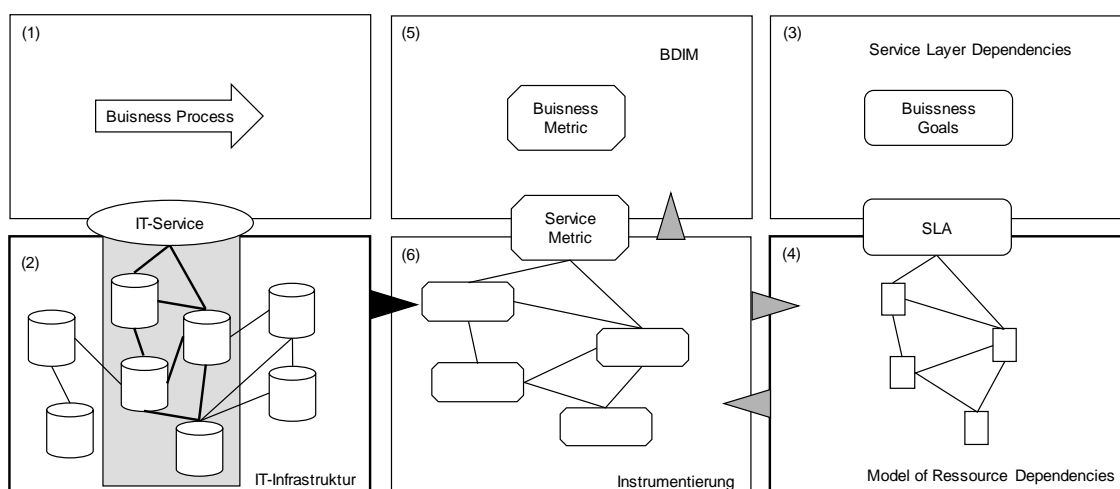 (1)
Buisness Process
(5)
BDIM
Buisness
Metric
(3)
Service Layer Dependencies
Buissness
Goals
IT-Service
Service
Metric
SLA
(2)
IT-Infrastruktur
(6)
Instrumentierung
(4)
Model of Ressource Dependencies